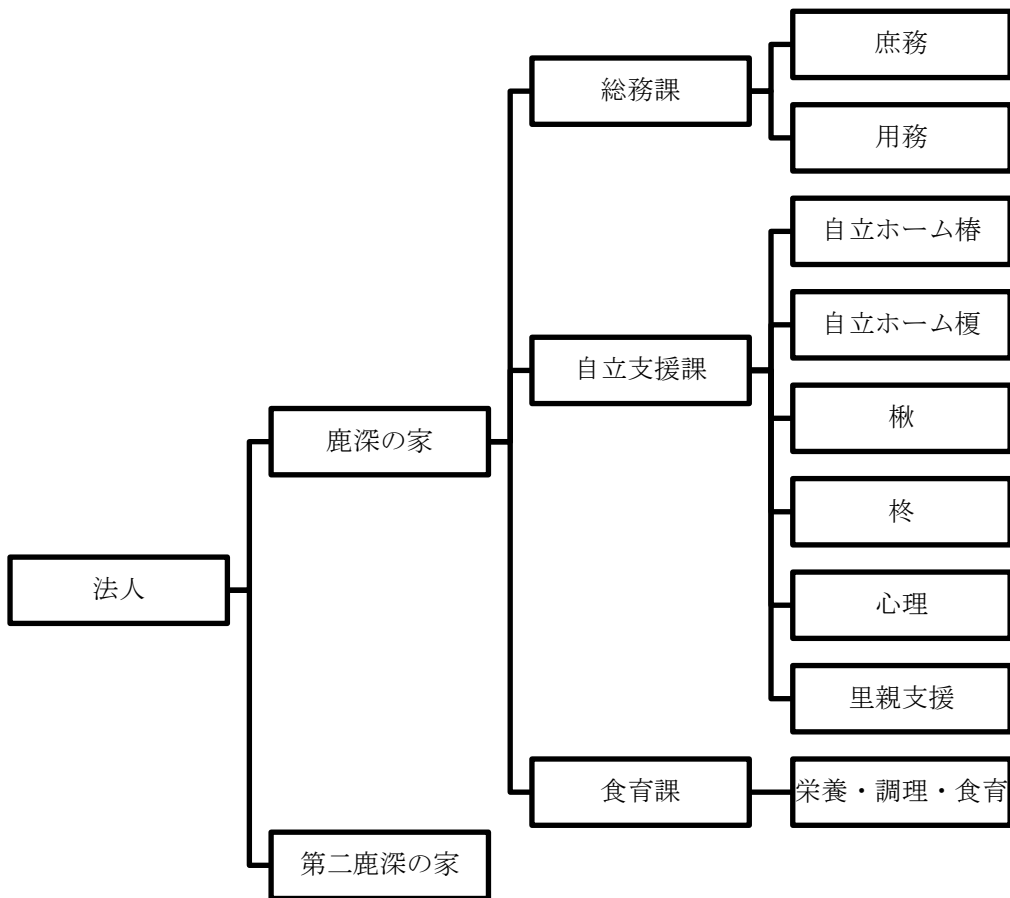 法人
鹿深の家
総務課
庶務
用務
自立支援課
自立ホーム椿
自立ホーム榎
楸
柊
心理
里親支援
食育課
栄養・調理・食育
第二鹿深の家